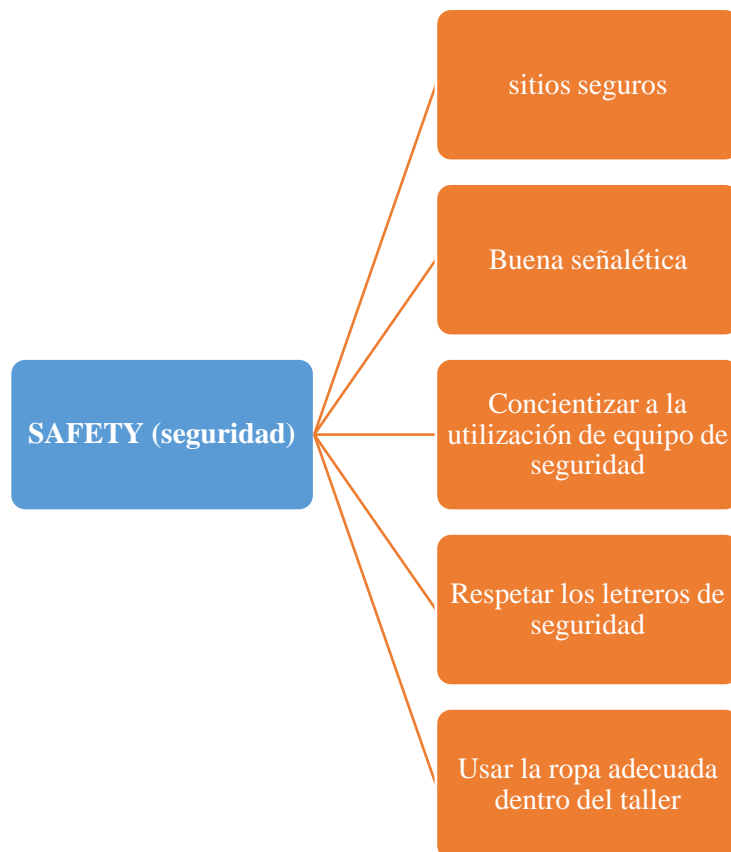 sitios seguros
Buena señalética
SAFETY (seguridad)
Concientizar a la
utilización de equipo de
seguridad
Respetar los letreros de
seguridad
Usar la ropa adecuada
dentro del taller